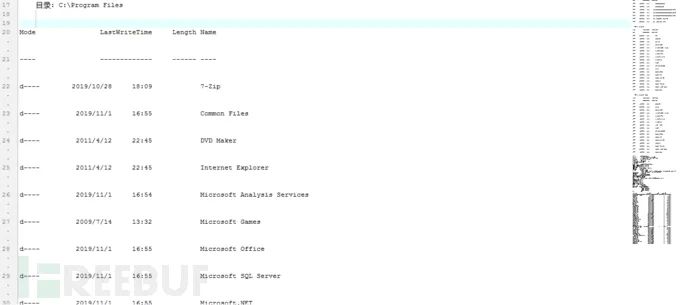 17 目录: C:\Program Files
18
19
20 Mode LastWriteTime Length Name
21 ---- ------------- ------ ----
22 d---- 2019/10/28 18:09 7-Zip
23 d---- 2019/11/1 16:55 Common Files
24 d---- 2011/4/12 22:45 DVD Maker
25 d---- 2011/4/12 22:45 Internet Explorer
26 d---- 2019/11/1 16:54 Microsoft Analysis Services
27 d---- 2009/7/14 13:32 Microsoft Games
28 d---- 2019/11/1 16:55 Microsoft Office
29 d---- 2019/11/1 16:55 Microsoft SQL Server
30 d---- 2019/11/1 16:55 Microsoft.NET
FREEBUF